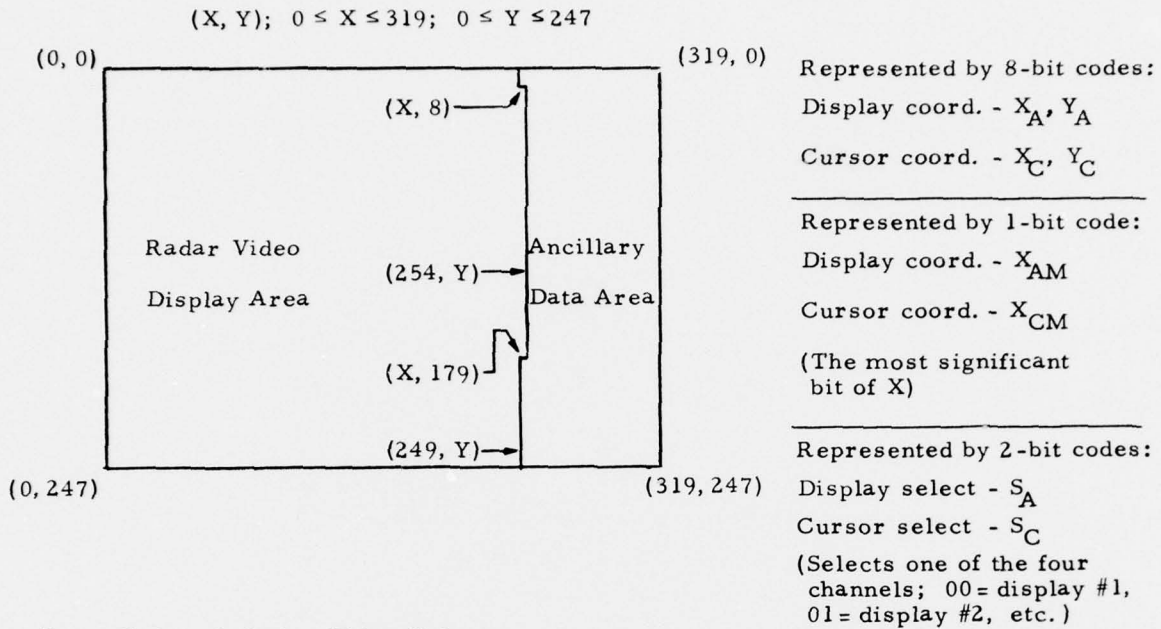 (X, Y); 0 ≤ X ≤ 319; 0 ≤ Y ≤ 247
(0, 0)
(319, 0)
(X, 8)
Radar Video
Display Area
(254, Y)
Ancillary
Data Area
(X, 179)
(249, Y)
(0, 247)
(319, 247)
Represented by 8-bit codes:
Display coord. - X_A, Y_A
Cursor coord. - X_C, Y_C
Represented by 1-bit code:
Display coord. - X_AM
Cursor coord. - X_CM
(The most significant
bit of X)
Represented by 2-bit codes:
Display select - S_A
Cursor select - S_C
(Selects one of the four
channels; 00 = display #1,
01 = display #2, etc.)